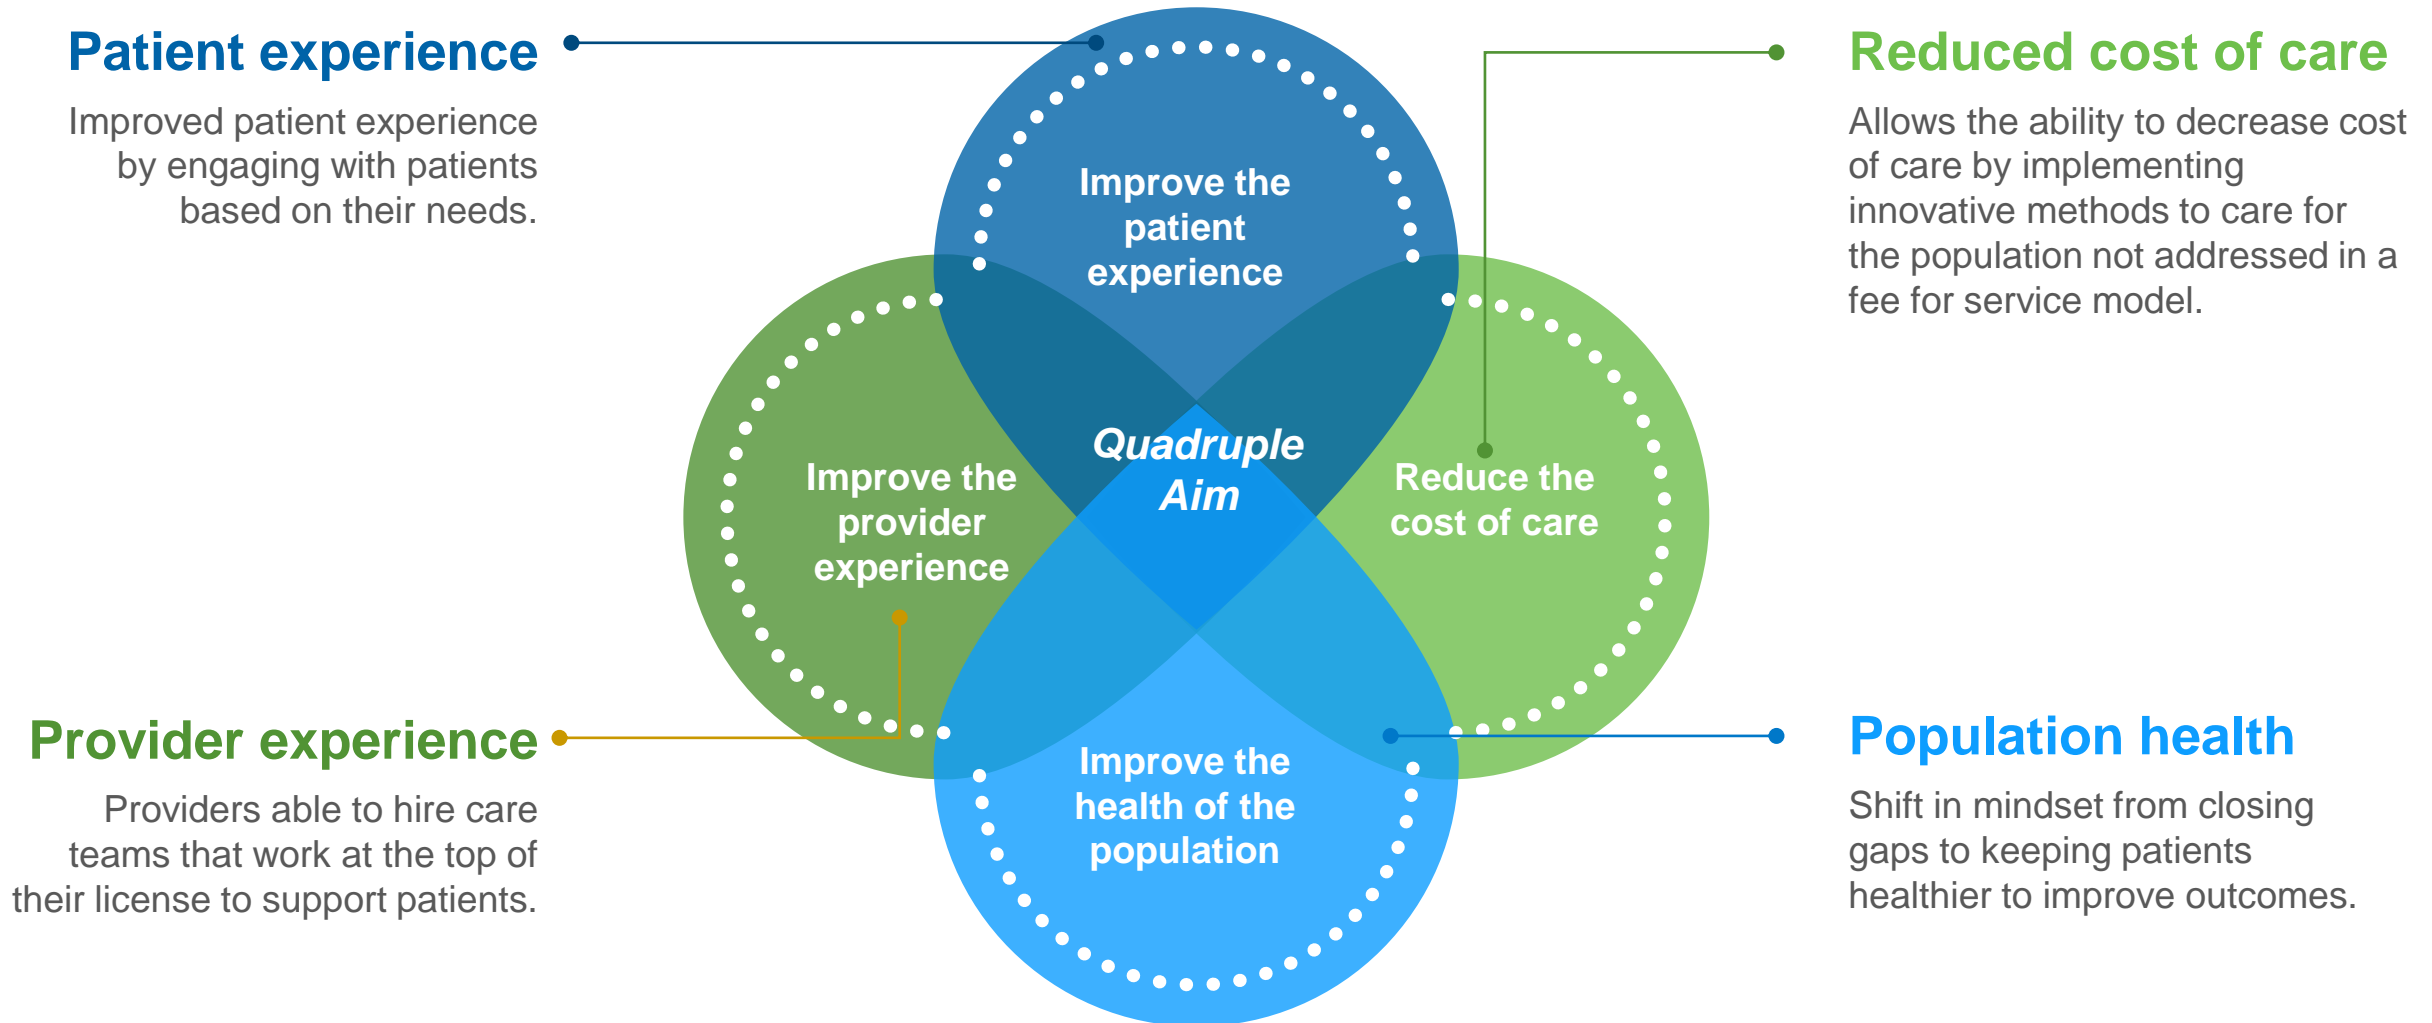 Patient experience
Improved patient experience
by engaging with patients
based on their needs.
Reduced cost of care
Allows the ability to decrease cost
of care by implementing
innovative methods to care for
the population not addressed in a
fee for service model.
Improve the
patient
experience
Quadruple
Aim
Improve the
provider
experience
Reduce the
cost of care
Improve the
health of the
population
Provider experience
Providers able to hire care
teams that work at the top of
their license to support patients.
Population health
Shift in mindset from closing
gaps to keeping patients
healthier to improve outcomes.